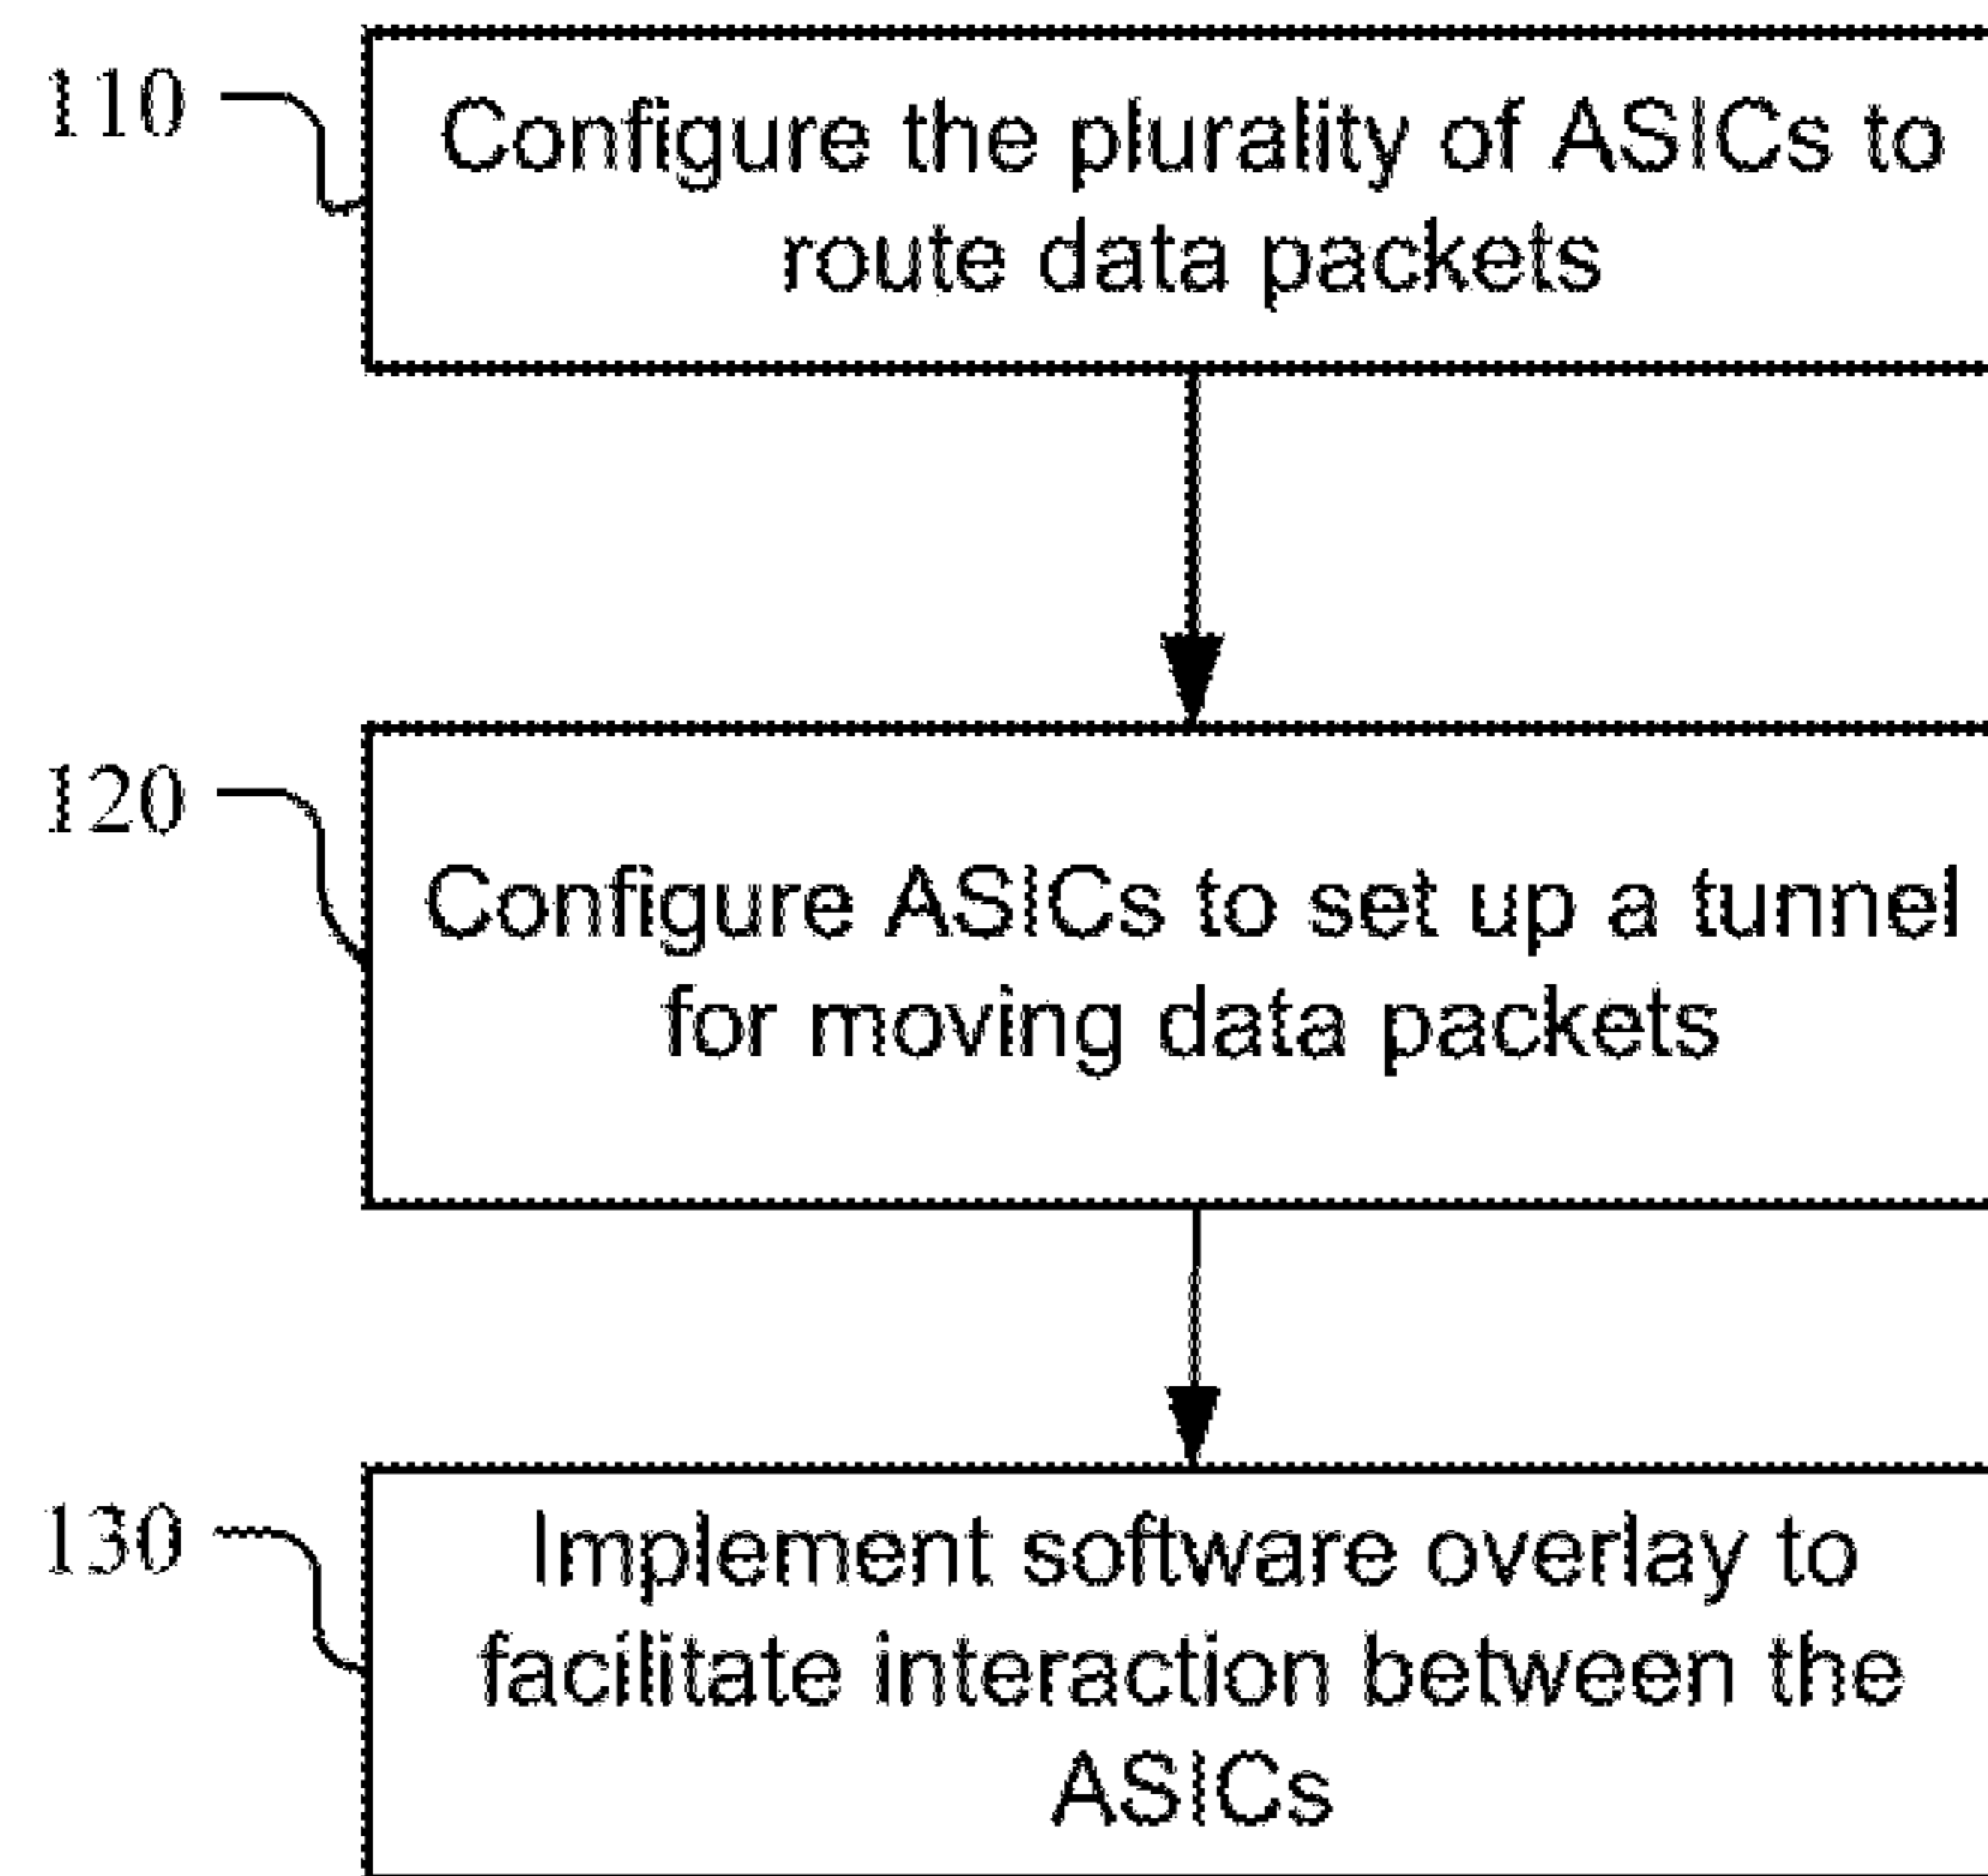 110
Configure the plurality of ASICs to
route data packets
120
Configure ASICs to set up a tunnel
for moving data packets
130
Implement software overlay to
facilitate interaction between the
ASICs